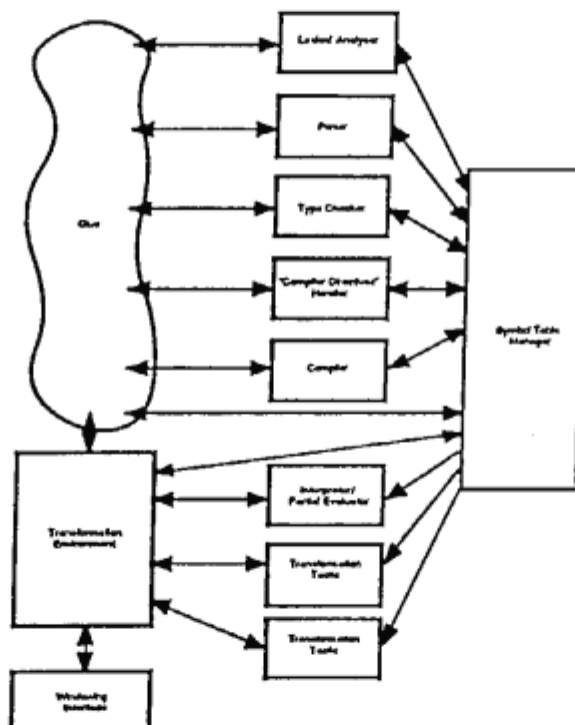 Lexical Analyser
Parser
Type Checker
Glue
"Compiler Directives"
Handler
Symbol Table
Manager
Compiler
Interpreter/
Partial Evaluator
Transformation
Environment
Transformation
Tools
Transformation
Tools
Windowing
Interface